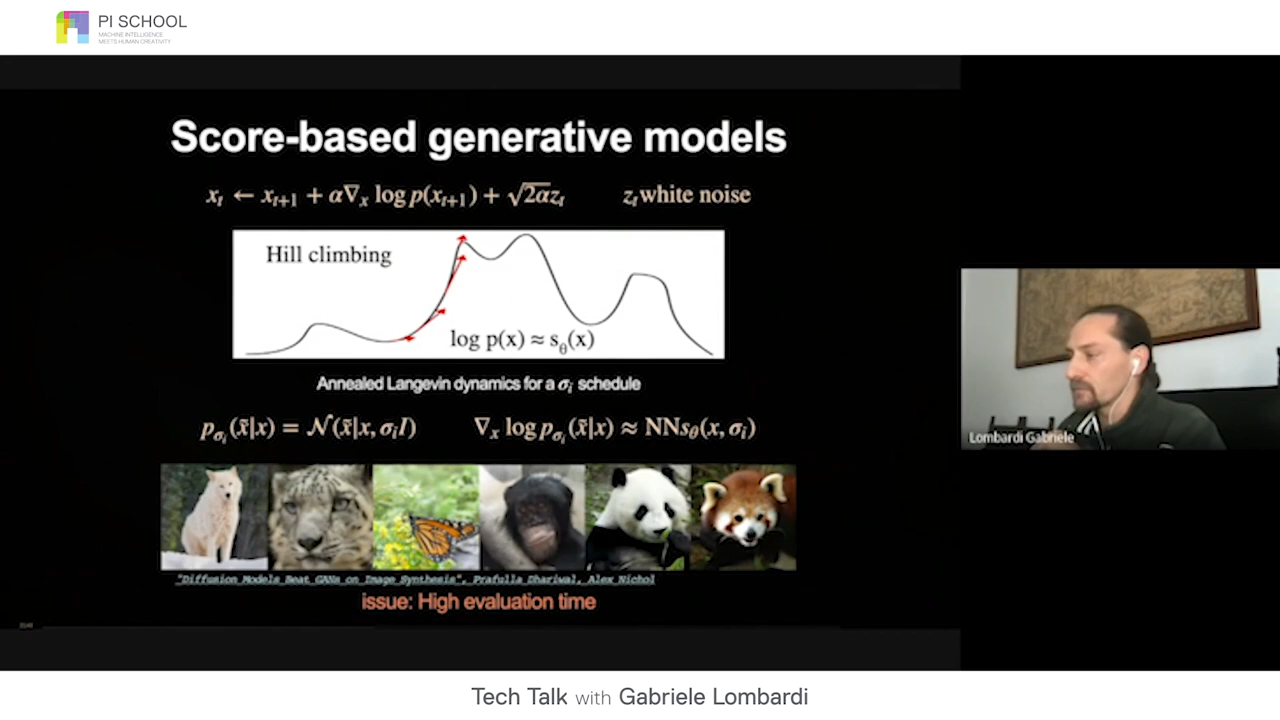 PI SCHOOL
MACHINE INTELLIGENCE
MEETS HUMAN CREATIVITY
Score-based generative models
xₜ ← xₜ₊₁ + α∇ₓ log p(xₜ₊₁) + √2αzₜ zₜ white noise
Hill climbing
log p(x) ≈ s_θ(x)
Annealed Langevin dynamics for a σᵢ schedule
p_σᵢ(x̃|x) = 𝒩(x̃|x, σᵢI) ∇ₓ log p_σᵢ(x̃|x) ≈ NNs_θ(x, σᵢ)
"Diffusion Models Beat GANs on Image Synthesis", Prafulla Dhariwal, Alex Nichol
issue: High evaluation time
Lombardi Gabriele
Tech Talk with Gabriele Lombardi